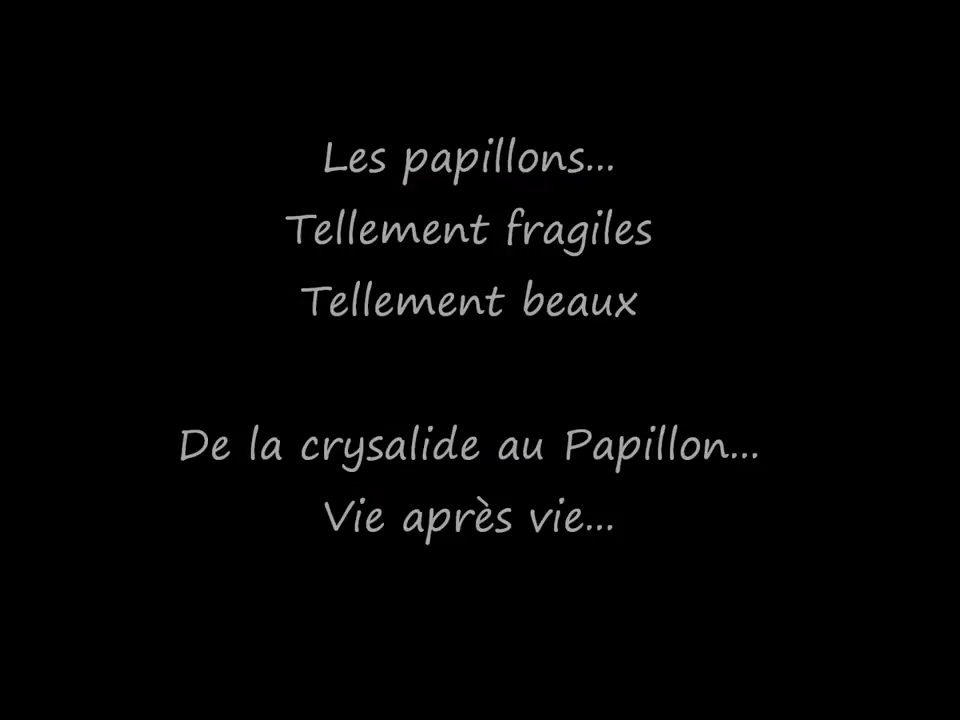 Les papillons...
Tellement fragiles
Tellement beaux
De la crysalide au Papillon...
Vie après vie...